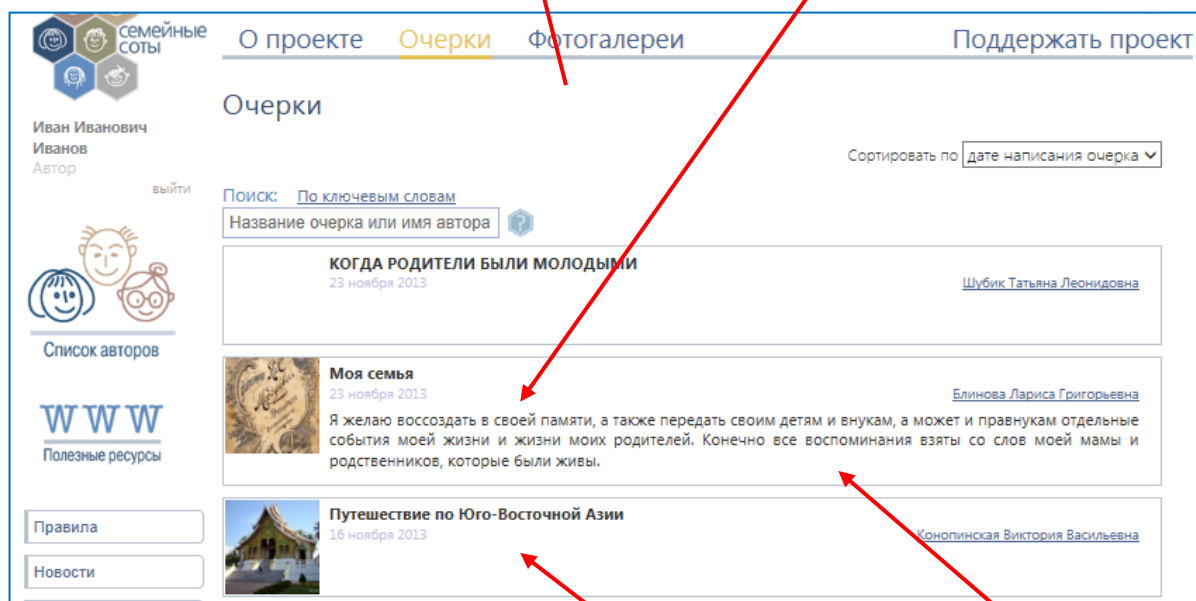 семейные
соты
О проекте Очерки Фотогалереи Поддержать проект
Иван Иванович
Иванов
Автор
выйти
Список авторов
W W W
Полезные ресурсы
Правила
Новости
Очерки
Сортировать по дате написания очерка
Поиск: По ключевым словам
Название очерка или имя автора ?
КОГДА РОДИТЕЛИ БЫЛИ МОЛОДЫМИ
23 ноября 2013 Шубик Татьяна Леонидовна
Моя семья
23 ноября 2013 Блинова Лариса Григорьевна
Я желаю воссоздать в своей памяти, а также передать своим детям и внукам, а может и правнукам отдельные
события моей жизни и жизни моих родителей. Конечно все воспоминания взяты со слов моей мамы и
родственников, которые были живы.
Путешествие по Юго-Восточной Азии
16 ноября 2013 Конопинская Виктория Васильевна